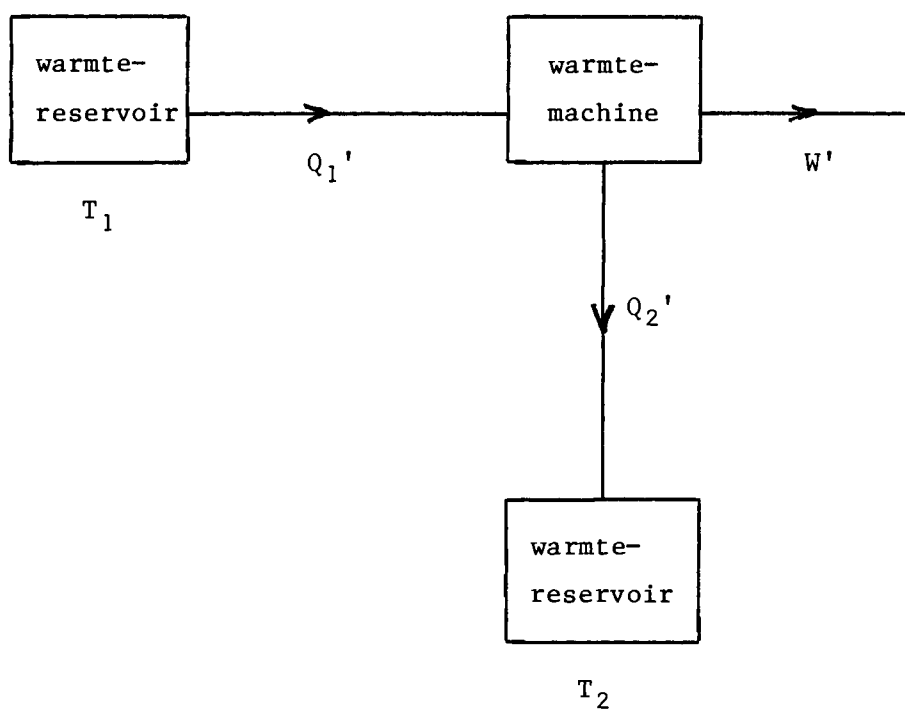 warmte-
reservoir
T1
Q1'
warmte-
machine
W'
Q2'
warmte-
reservoir
T2